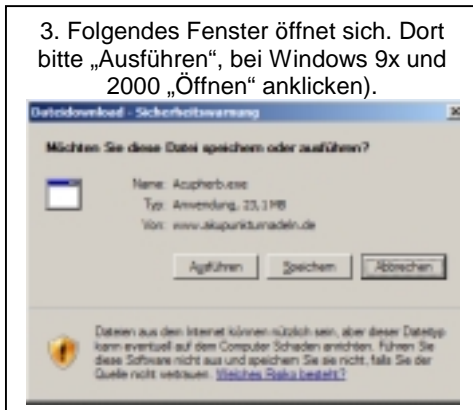 3. Folgendes Fenster öffnet sich. Dort
bitte „Ausführen“, bei Windows 9x und
2000 „Öffnen“ anklicken).
Dateidownload - Sicherheitswarnung
Möchten Sie diese Datei speichern oder ausführen?
Name: Acupherb.exe
Typ: Anwendung, 23,1 MB
Von: www.akupunkturnadeln.de
Ausführen Speichern Abbrechen
Dateien aus dem Internet können nützlich sein, aber dieser Dateityp
kann eventuell auf dem Computer Schaden anrichten. Führen Sie
diese Software nicht aus und speichern Sie sie nicht, falls Sie der
Quelle nicht vertrauen. Welches Risiko besteht?